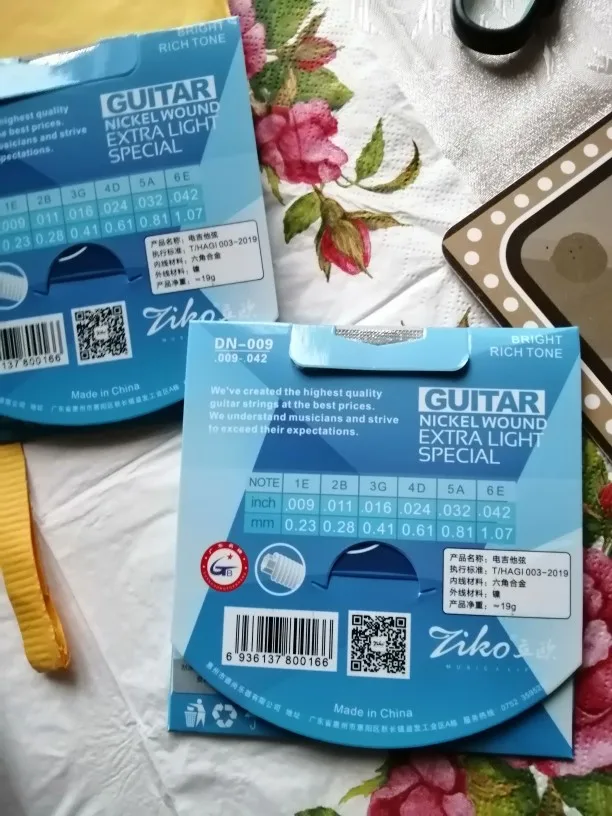 BRIGHT
RICH TONE
highest quality
he best prices.
usicians and strive
pectations.
GUITAR
NICKEL WOUND
EXTRA LIGHT
SPECIAL
1E 2B 3G 4D 5A 6E
.009 .011 .016 .024 .032 .042
0.23 0.28 0.41 0.61 0.81 1.07
产品名称: 电吉他弦
执行标准: T/HAGI 003-2019
内线材料: 六角合金
外线材料: 镍
产品净重: ≈19g
137 800166
Ziko 立欧
Made in China
DN-009
.009-.042
BRIGHT
RICH TONE
We've created the highest quality
guitar strings at the best prices.
We understand musicians and strive
to exceed their expectations.
GUITAR
NICKEL WOUND
EXTRA LIGHT
SPECIAL
NOTE 1E 2B 3G 4D 5A 6E
inch .009 .011 .016 .024 .032 .042
mm 0.23 0.28 0.41 0.61 0.81 1.07
产品名称: 电吉他弦
执行标准: T/HAGI 003-2019
内线材料: 六角合金
外线材料: 镍
产品净重: ≈19g
6 936137 800166
Ziko 立欧
Made in China